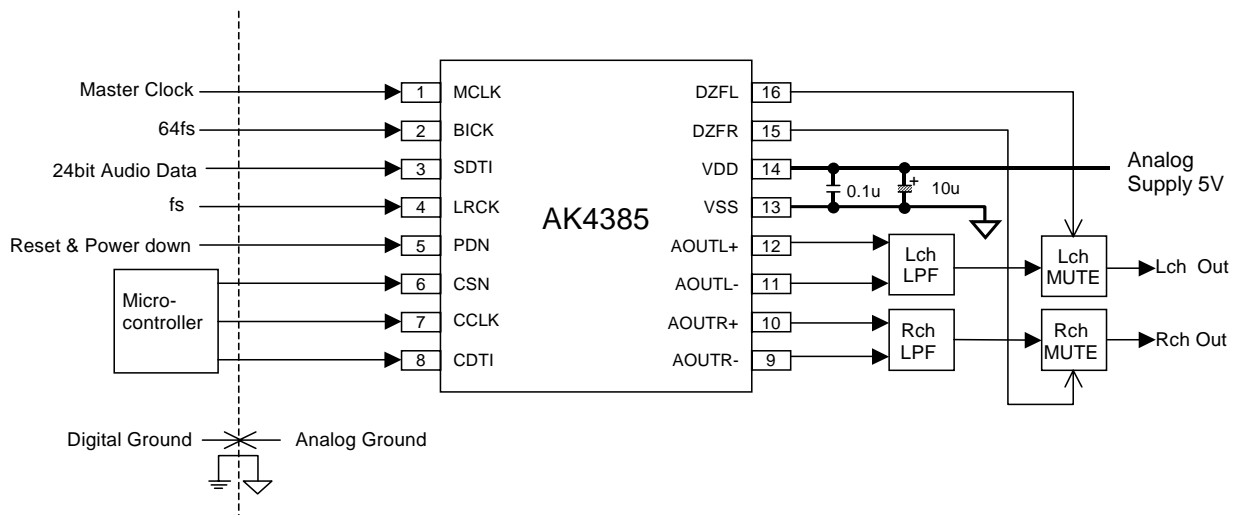 Master Clock
64fs
24bit Audio Data
fs
Reset & Power down
Micro-
controller
1
2
3
4
5
6
7
8
MCLK
BICK
SDTI
LRCK
PDN
CSN
CCLK
CDTI
AK4385
DZFL
DZFR
VDD
VSS
AOUTL+
AOUTL-
AOUTR+
AOUTR-
16
15
14
13
12
11
10
9
0.1u
+
10u
Analog
Supply 5V
Lch
LPF
Lch
MUTE
Lch Out
Rch
LPF
Rch
MUTE
Rch Out
Digital Ground
Analog Ground